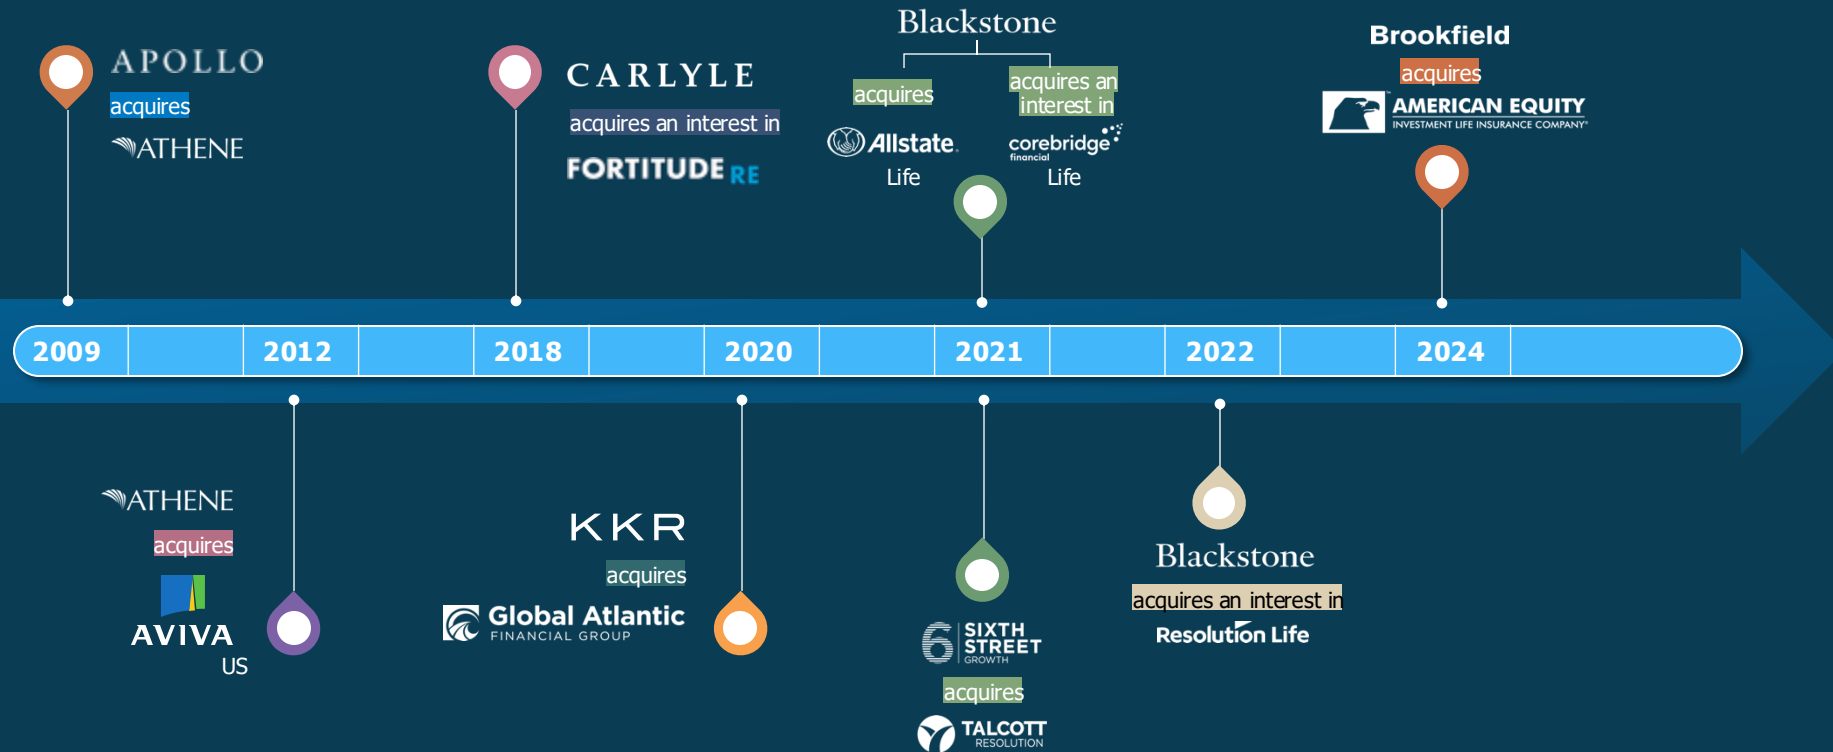 APOLLO
acquires
ATHENE
CARLYLE
acquires an interest in
FORTITUDE RE
Blackstone
acquires
Allstate.
Life
acquires an
interest in
corebridge
financial
Life
Brookfield
acquires
AMERICAN EQUITY
INVESTMENT LIFE INSURANCE COMPANY®
2009
2012
2018
2020
2021
2022
2024
ATHENE
acquires
AVIVA
US
KKR
acquires
Global Atlantic
FINANCIAL GROUP
6 SIXTH
STREET
GROWTH
acquires
TALCOTT
RESOLUTION
Blackstone
acquires an interest in
Resolution Life